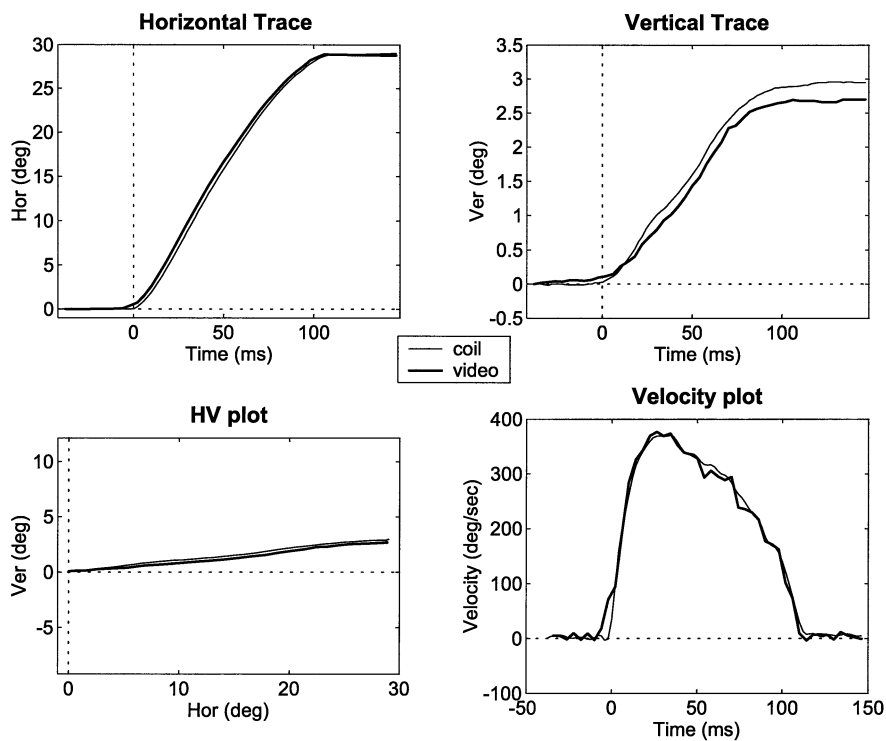 Horizontal Trace
30
25
20
15
10
5
0
Hor (deg)
0
50
100
Time (ms)
Vertical Trace
3.5
3
2.5
2
1.5
1
0.5
0
-0.5
Ver (deg)
0
50
100
Time (ms)
coil
video
HV plot
10
5
0
-5
Ver (deg)
0
10
20
30
Hor (deg)
Velocity plot
400
300
200
100
0
-100
Velocity (deg/sec)
-50
0
50
100
150
Time (ms)